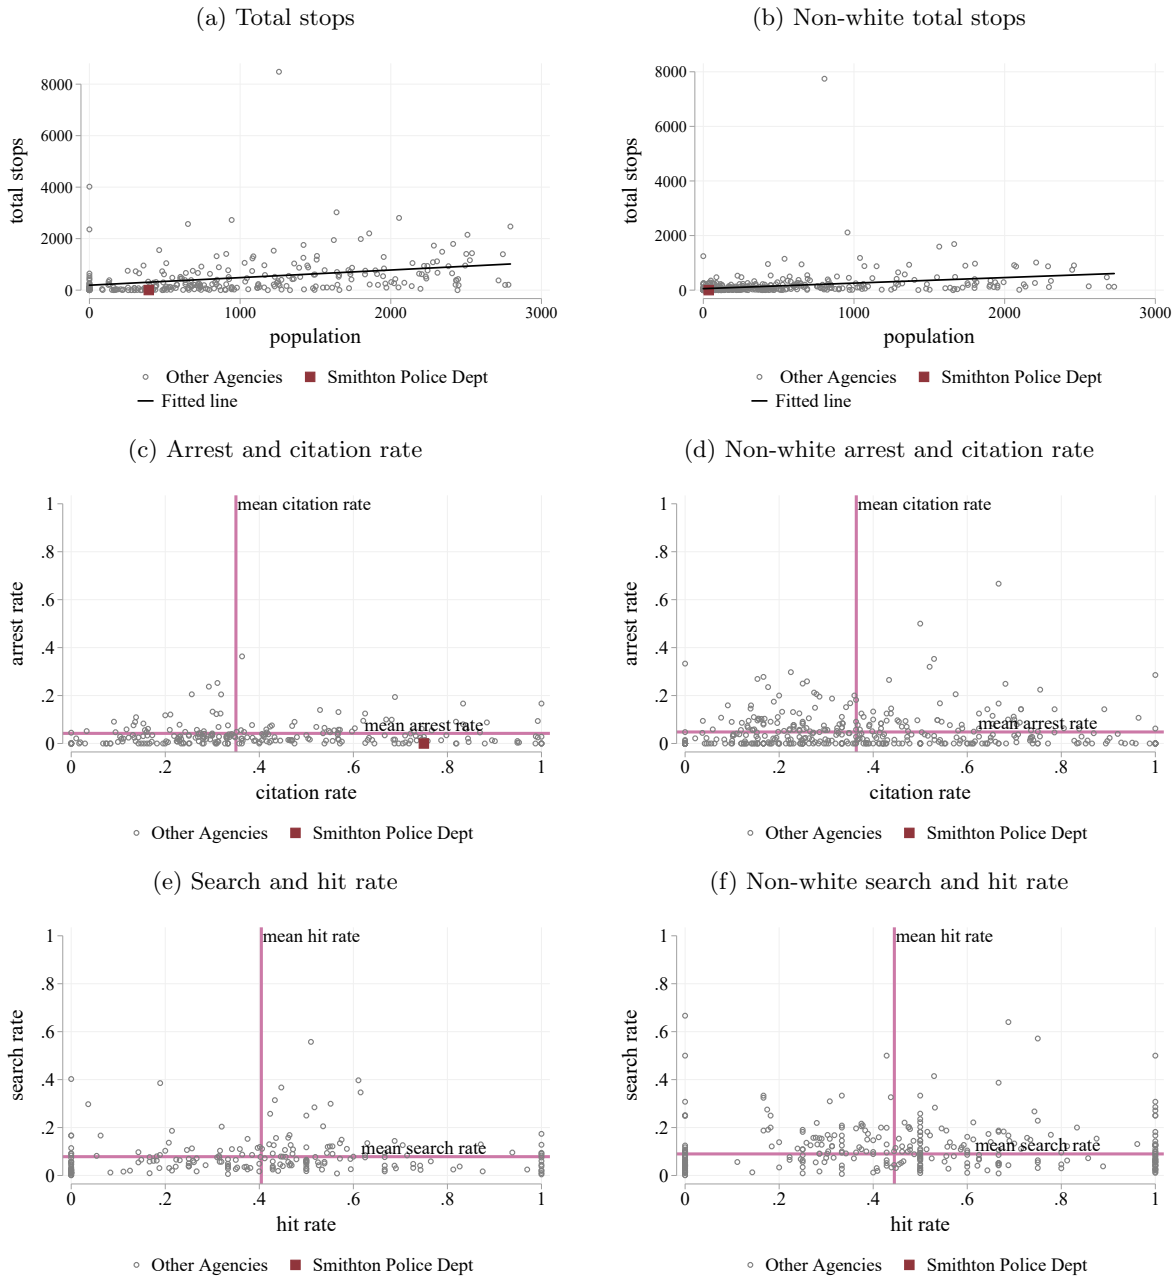 (a) Total stops
(b) Non-white total stops
total stops
8000
6000
4000
2000
0
0
1000
2000
3000
population
Other Agencies
Smithton Police Dept
Fitted line
total stops
8000
6000
4000
2000
0
0
1000
2000
3000
population
Other Agencies
Smithton Police Dept
Fitted line
(c) Arrest and citation rate
(d) Non-white arrest and citation rate
arrest rate
1
.8
.6
.4
.2
0
mean citation rate
mean arrest rate
0
.2
.4
.6
.8
1
citation rate
Other Agencies
Smithton Police Dept
arrest rate
1
.8
.6
.4
.2
0
mean citation rate
mean arrest rate
0
.2
.4
.6
.8
1
citation rate
Other Agencies
Smithton Police Dept
(e) Search and hit rate
(f) Non-white search and hit rate
search rate
1
.8
.6
.4
.2
0
mean hit rate
mean search rate
0
.2
.4
.6
.8
1
hit rate
Other Agencies
Smithton Police Dept
search rate
1
.8
.6
.4
.2
0
mean hit rate
mean search rate
0
.2
.4
.6
.8
1
hit rate
Other Agencies
Smithton Police Dept